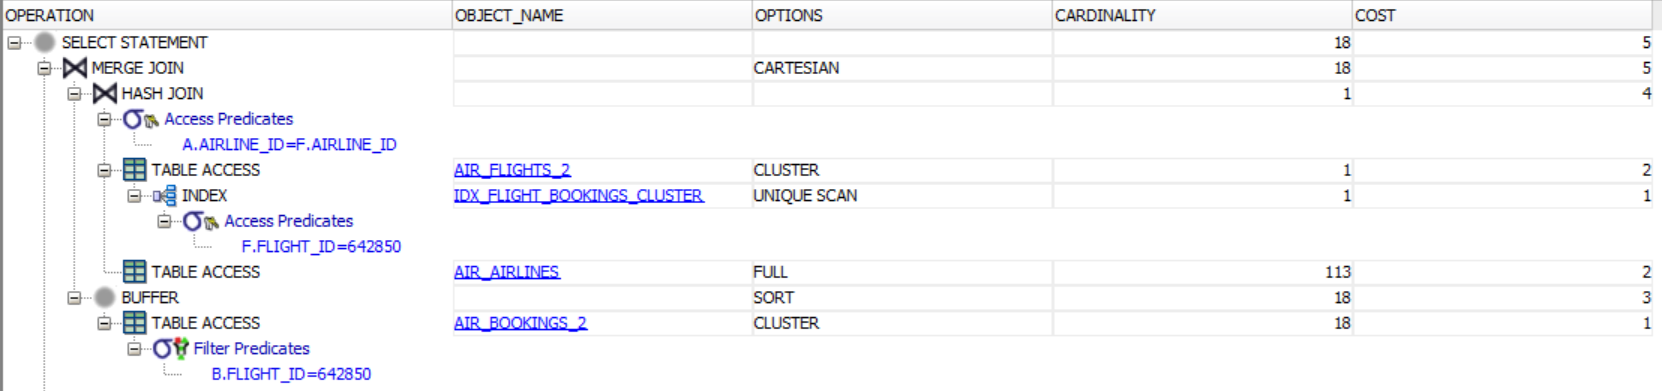 OPERATION OBJECT_NAME OPTIONS CARDINALITY COST
SELECT STATEMENT 18 5
MERGE JOIN CARTESIAN 18 5
HASH JOIN 1 4
Access Predicates
A.AIRLINE_ID=F.AIRLINE_ID
TABLE ACCESS AIR_FLIGHTS_2 CLUSTER 1 2
INDEX IDX_FLIGHT_BOOKINGS_CLUSTER UNIQUE SCAN 1 1
Access Predicates
F.FLIGHT_ID=642850
TABLE ACCESS AIR_AIRLINES FULL 113 2
BUFFER SORT 18 3
TABLE ACCESS AIR_BOOKINGS_2 CLUSTER 18 1
Filter Predicates
B.FLIGHT_ID=642850